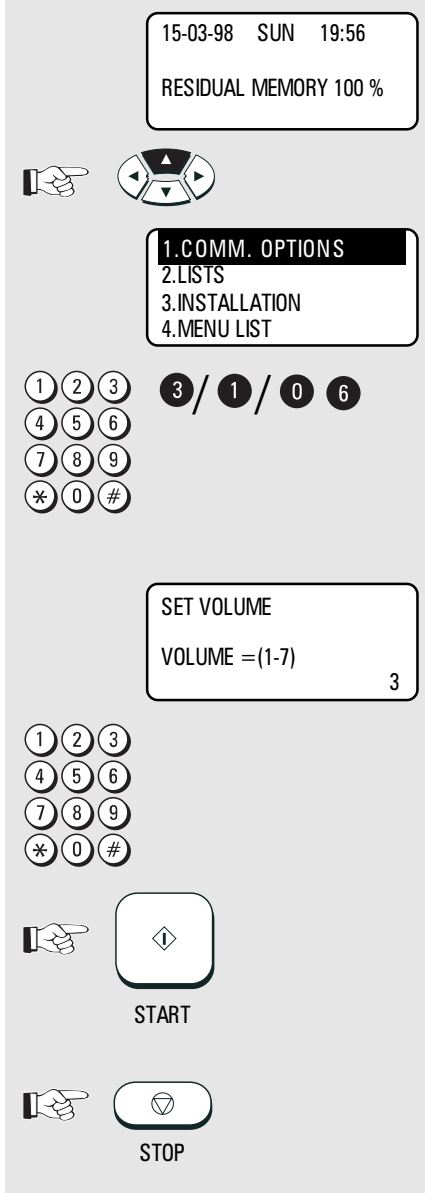 15-03-98 SUN 19:56
RESIDUAL MEMORY 100 %
1.COMM. OPTIONS
2.LISTS
3.INSTALLATION
4.MENU LIST
1 2 3 3 / 1 / 0 6
4 5 6
7 8 9
* 0 #
SET VOLUME
VOLUME =(1-7)
3
1 2 3
4 5 6
7 8 9
* 0 #
START
STOP